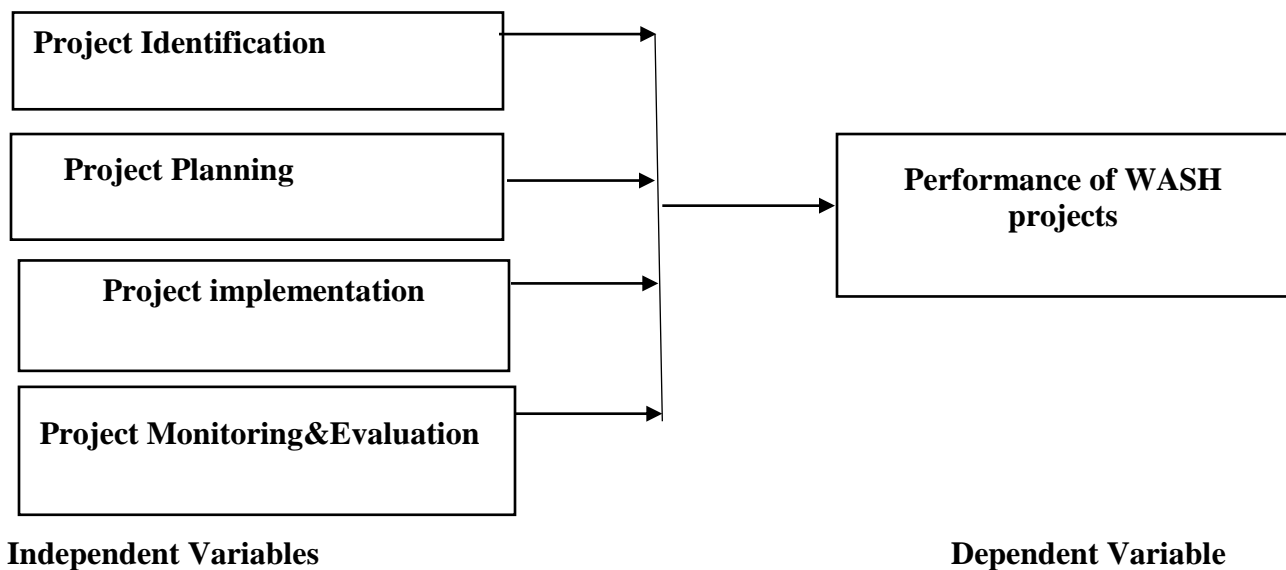 Project Identification
Project Planning
Project implementation
Project Monitoring&Evaluation
Performance of WASH
projects
Independent Variables
Dependent Variable